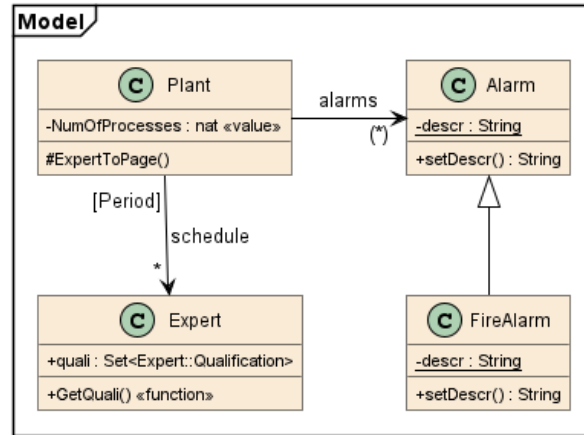 Model
C Plant
-NumOfProcesses : nat «value»
#ExpertToPage()
alarms
(*)
C Alarm
-descr : String
+setDescr() : String
[Period]
schedule
*
C Expert
+quali : Set<Expert::Qualification>
+GetQuali() «function»
C FireAlarm
-descr : String
+setDescr() : String